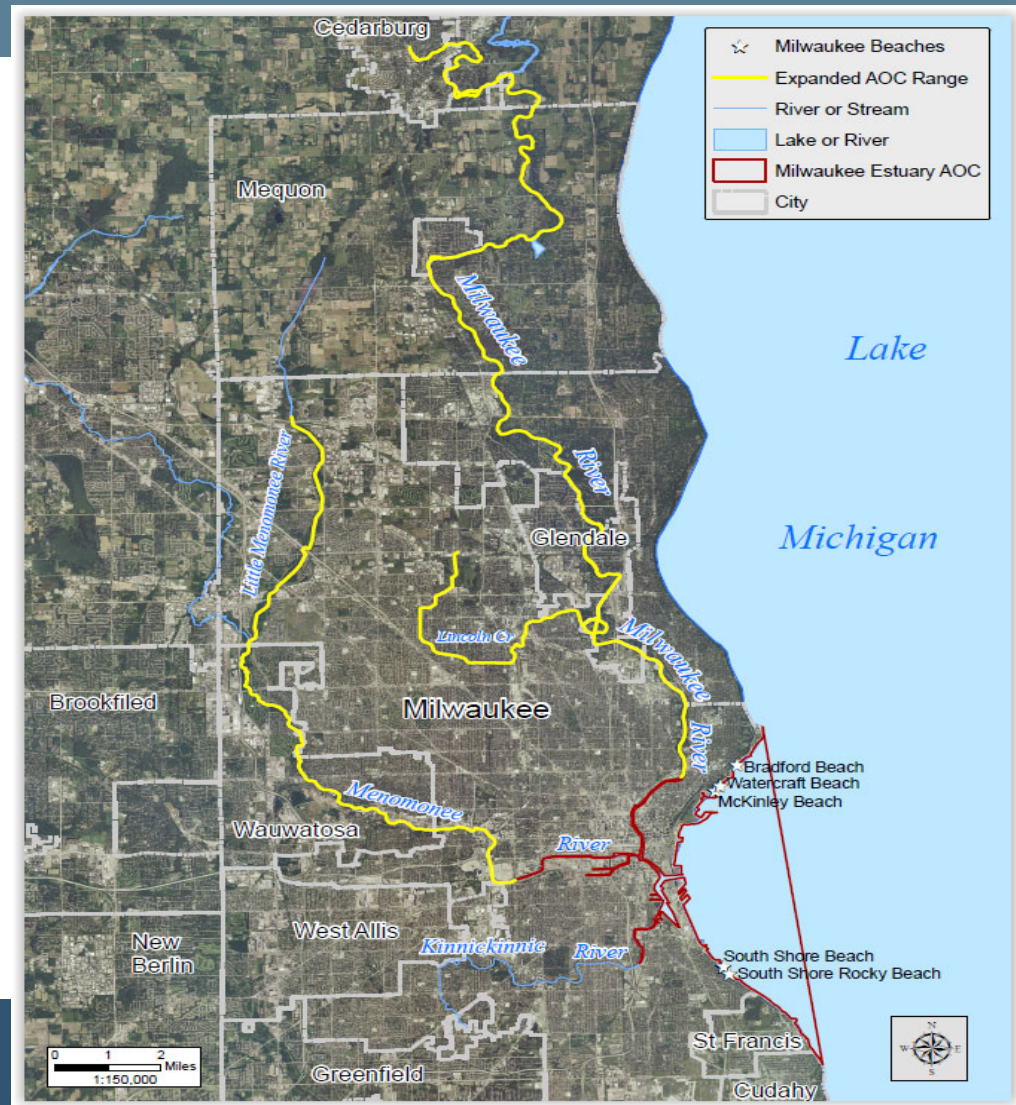 Cedarburg
Milwaukee Beaches
Expanded AOC Range
River or Stream
Lake or River
Milwaukee Estuary AOC
City
Mequon
Milwaukee
River
Lake
Michigan
Little Menomonee River
Glendale
Lincoln Cr
Milwaukee
River
Brookfiled
Milwaukee
Bradford Beach
Watercraft Beach
McKinley Beach
Menomonee
River
Wauwatosa
West Allis
New
Berlin
Kinnickinnic
River
South Shore Beach
South Shore Rocky Beach
St Francis
Greenfield
Cudahy
0 1 2
Miles
1:150,000
N
W E
S